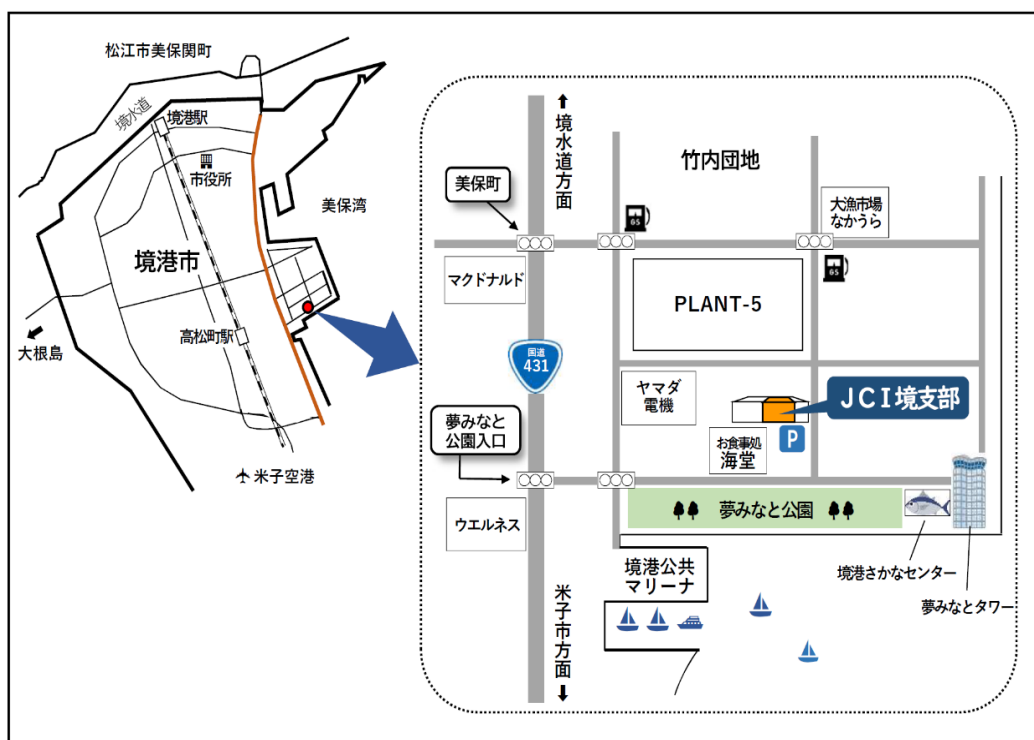 松江市美保関町
境水道
境港駅
市役所
美保湾
境港市
高松町駅
大根島
米子空港
境水道方面
竹内団地
美保町
大漁市場
なかうら
GS
GS
マクドナルド
PLANT-5
国道
431
ヤマダ
電機
JCI境支部
夢みなと
公園入口
P
お食事処
海堂
ウエルネス
夢みなと公園
境港公共
マリーナ
境港さかなセンター
夢みなとタワー
米子市方面